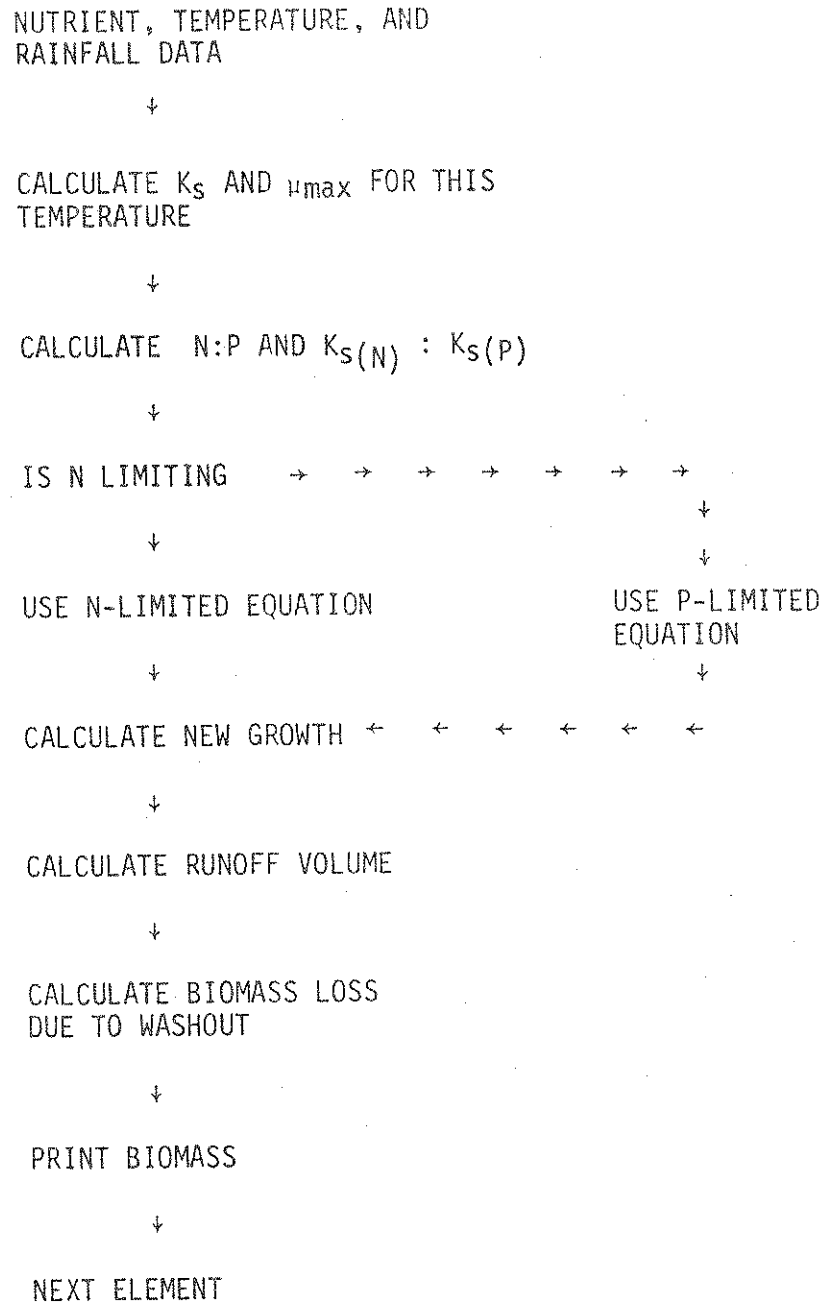 NUTRIENT, TEMPERATURE, AND
RAINFALL DATA
↓
CALCULATE Ks AND μmax FOR THIS
TEMPERATURE
↓
CALCULATE N:P AND KS(N) : KS(P)
↓
IS N LIMITING → → → → → → →
↓
↓ ↓
USE N-LIMITED EQUATION USE P-LIMITED
EQUATION
↓ ↓
CALCULATE NEW GROWTH ← ← ← ← ← ←
↓
CALCULATE RUNOFF VOLUME
↓
CALCULATE BIOMASS LOSS
DUE TO WASHOUT
↓
PRINT BIOMASS
↓
NEXT ELEMENT